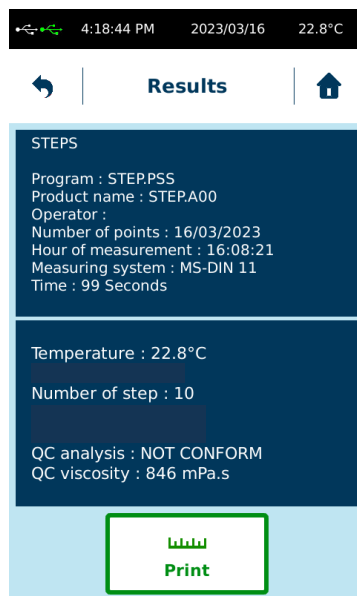 4:18:44 PM 2023/03/16 22.8°C
Results
STEPS
Program : STEP.PSS
Product name : STEP.A00
Operator :
Number of points : 16/03/2023
Hour of measurement : 16:08:21
Measuring system : MS-DIN 11
Time : 99 Seconds
Temperature : 22.8°C
Number of step : 10
QC analysis : NOT CONFORM
QC viscosity : 846 mPa.s
Print